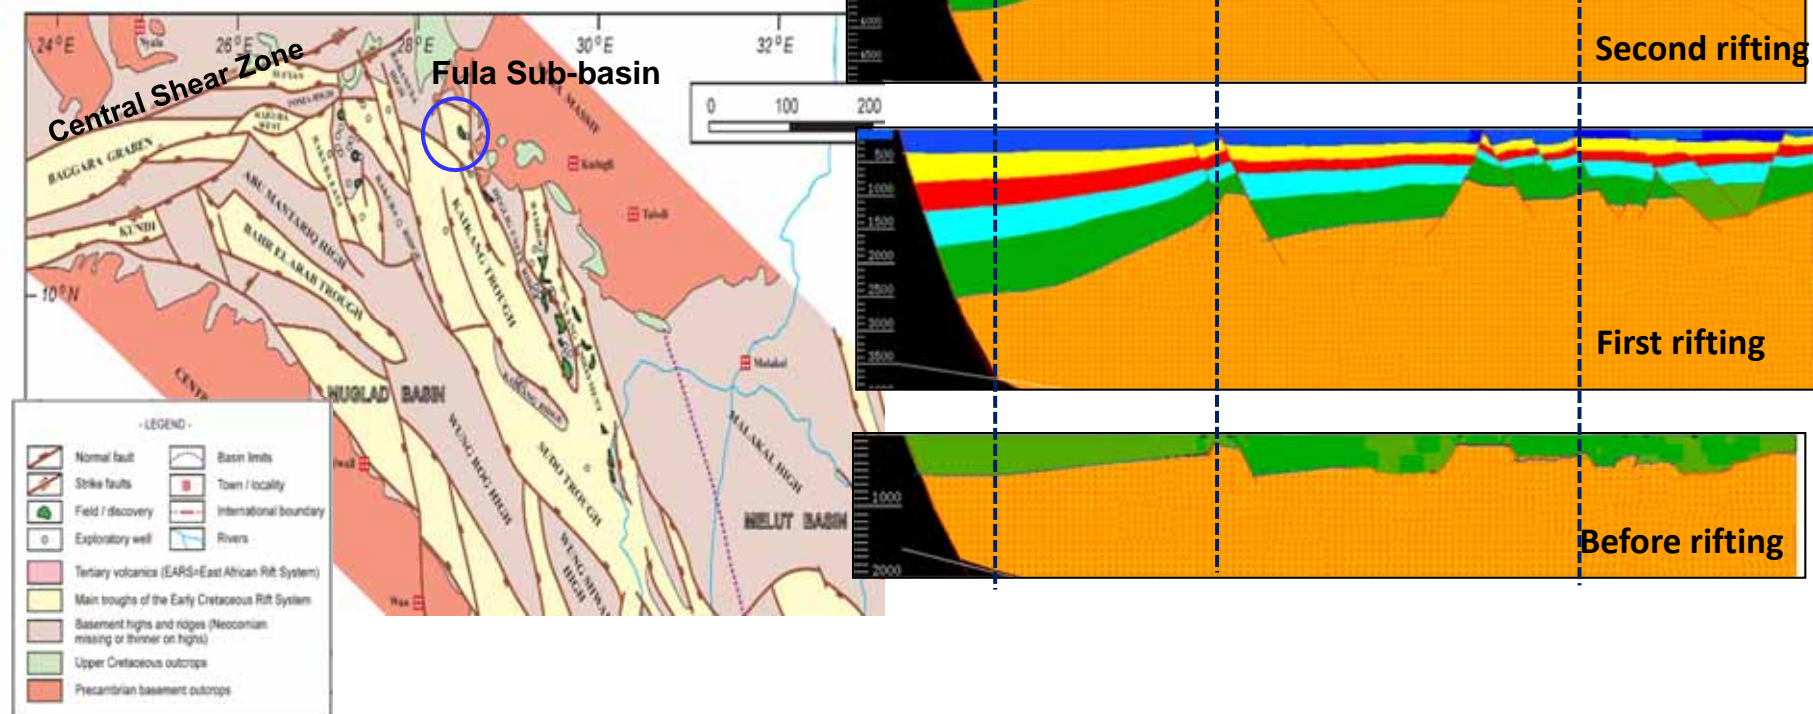 24°E
26°E
28°E
30°E
32°E
Nyala
Central Shear Zone
Fula Sub-basin
SUFYAN
0 100 200
BAGGARA GRABEN
KUNDI
ABU MANTARIQ HIGH
BAHR EL ARAB TROUGH
KAIKANG TROUGH
Kadugli
Talodi
10°N
Malakal
MUGLAD BASIN
WUNG ROG HIGH
SUDO TROUGH
MALAKAL HIGH
MELUT BASIN
Wau
HIGH
- LEGEND -
Normal fault
Basin limits
Strike faults
Town / locality
Field / discovery
International boundary
Exploratory well
Rivers
Tertiary volcanics (EARS=East African Rift System)
Main troughs of the Early Cretaceous Rift System
Basement highs and ridges (Neocomian
missing or thinner on highs)
Upper Cretaceous outcrops
Precambrian basement outcrops
Second rifting
500
1000
1500
2000
2500
3000
3500
First rifting
1000
2000
Before rifting